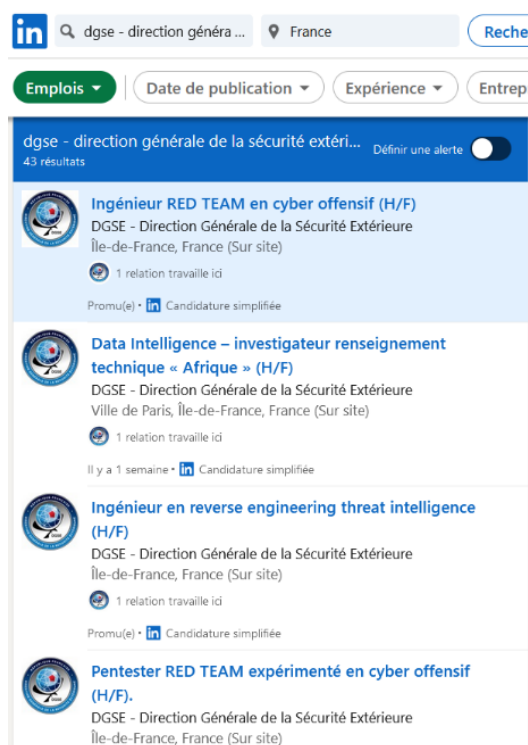 in dgse - direction généra ... France Reche
Emplois Date de publication Expérience Entrep
dgse - direction générale de la sécurité extéri... Définir une alerte
43 résultats
Ingénieur RED TEAM en cyber offensif (H/F)
DGSE - Direction Générale de la Sécurité Extérieure
Île-de-France, France (Sur site)
1 relation travaille ici
Promu(e) • in Candidature simplifiée
Data Intelligence – investigateur renseignement
technique « Afrique » (H/F)
DGSE - Direction Générale de la Sécurité Extérieure
Ville de Paris, Île-de-France, France (Sur site)
1 relation travaille ici
Il y a 1 semaine • in Candidature simplifiée
Ingénieur en reverse engineering threat intelligence
(H/F)
DGSE - Direction Générale de la Sécurité Extérieure
Île-de-France, France (Sur site)
1 relation travaille ici
Promu(e) • in Candidature simplifiée
Pentester RED TEAM expérimenté en cyber offensif
(H/F).
DGSE - Direction Générale de la Sécurité Extérieure
Île-de-France, France (Sur site)